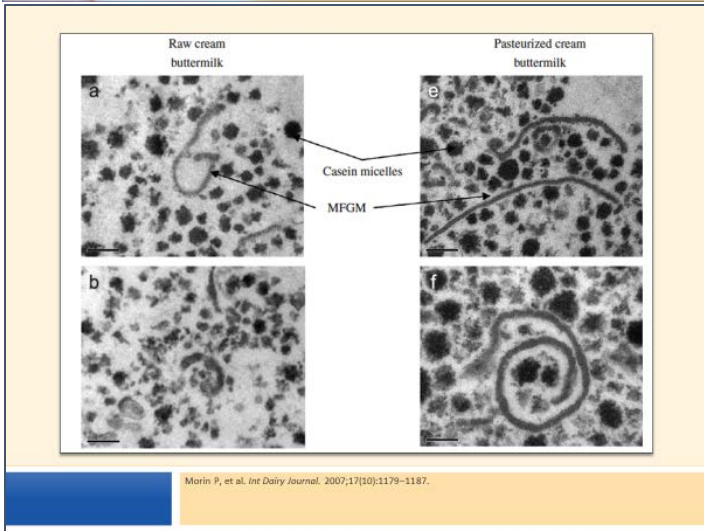 Raw cream
buttermilk
Pasteurized cream
buttermilk
a
e
Casein micelles
MFGM
b
f
Morin P, et al. Int Dairy Journal. 2007;17(10):1179–1187.